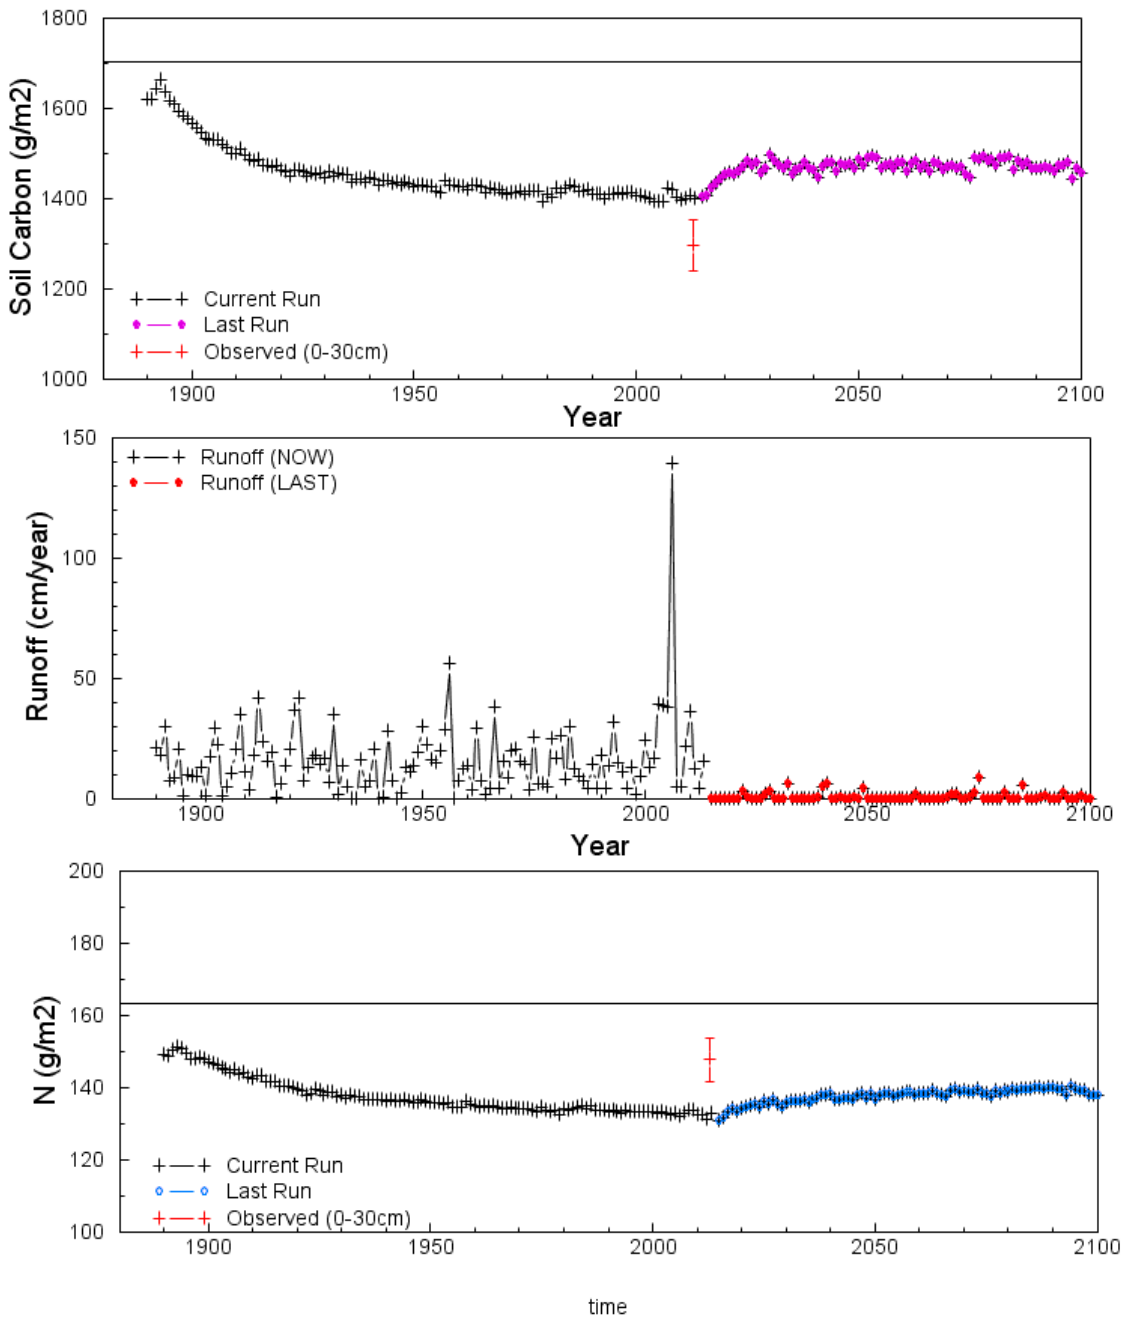 1800
1600
1400
1200
1000
Soil Carbon (g/m2)
Current Run
Last Run
Observed (0-30cm)
1900 1950 2000 2050 2100
Year
150
100
50
0
Runoff (cm/year)
Runoff (NOW)
Runoff (LAST)
1900 1950 2000 2050 2100
Year
200
180
160
140
120
100
N (g/m2)
Current Run
Last Run
Observed (0-30cm)
1900 1950 2000 2050 2100
time